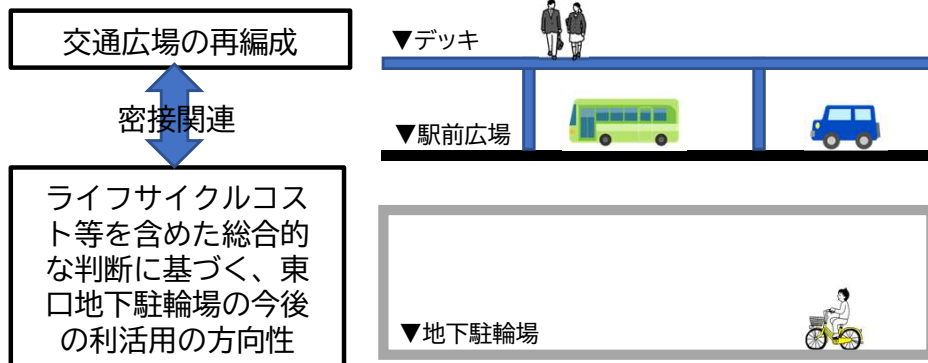 交通広場の再編成
密接関連
ライフサイクルコス
ト等を含めた総合的
な判断に基づく、東
口地下駐輪場の今後
の利活用の方向性
▼デッキ
▼駅前広場
▼地下駐輪場